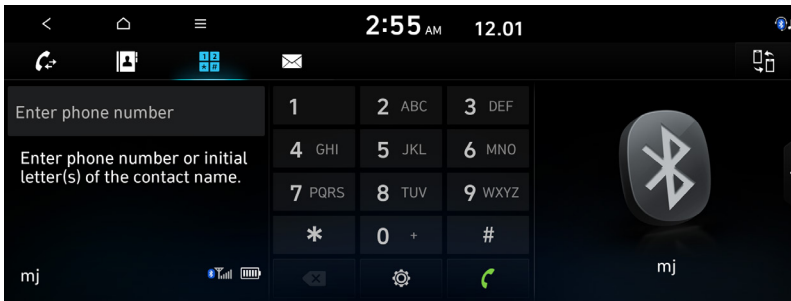 2:55 AM 12.01
1 2
* #
Enter phone number
Enter phone number or initial
letter(s) of the contact name.
mj
1
2 ABC
3 DEF
4 GHI
5 JKL
6 MNO
7 PQRS
8 TUV
9 WXYZ
*
0 +
#
mj